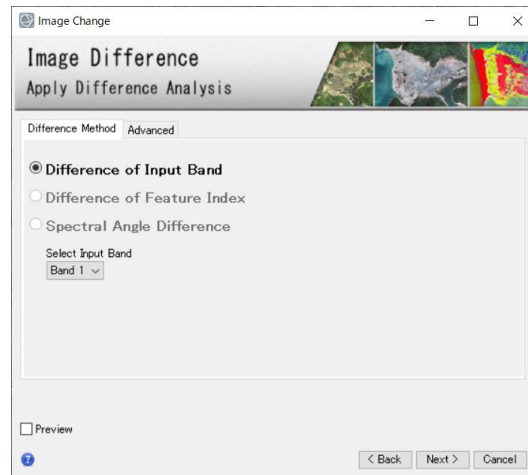 Image Change
Image Difference
Apply Difference Analysis
Difference Method Advanced
Difference of Input Band
Difference of Feature Index
Spectral Angle Difference
Select Input Band
Band 1
Preview
< Back Next > Cancel